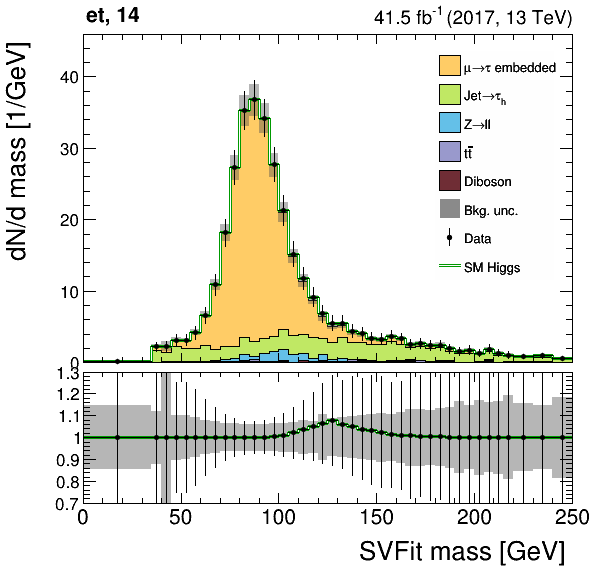 et, 14
41.5 fb⁻¹ (2017, 13 TeV)
dN/d mass [1/GeV]
40
30
20
10
0
μ→τ embedded
Jet→τₕ
Z→ll
tt̄
Diboson
Bkg. unc.
Data
SM Higgs
1.3
1.2
1.1
1
0.9
0.8
0.7
0 50 100 150 200 250
SVFit mass [GeV]